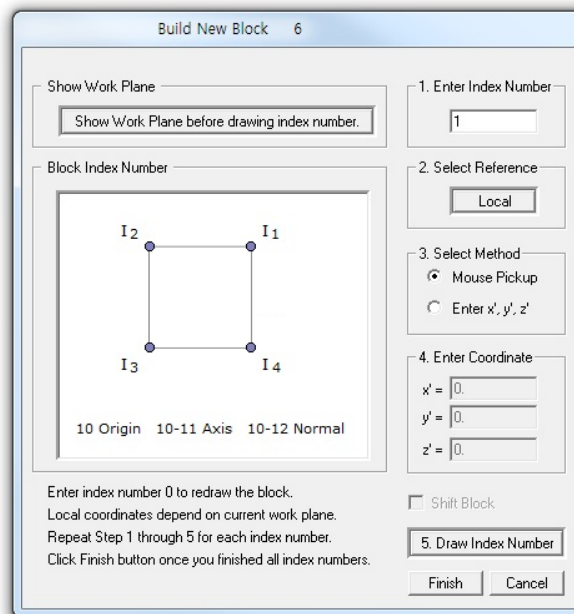 Build New Block 6
Show Work Plane
Show Work Plane before drawing index number.
Block Index Number
I2 I1
I3 I4
10 Origin 10-11 Axis 10-12 Normal
Enter index number 0 to redraw the block.
Local coordinates depend on current work plane.
Repeat Step 1 through 5 for each index number.
Click Finish button once you finished all index numbers.
1. Enter Index Number
1
2. Select Reference
Local
3. Select Method
Mouse Pickup
Enter x', y', z'
4. Enter Coordinate
x' = 0.
y' = 0.
z' = 0.
Shift Block
5. Draw Index Number
Finish Cancel